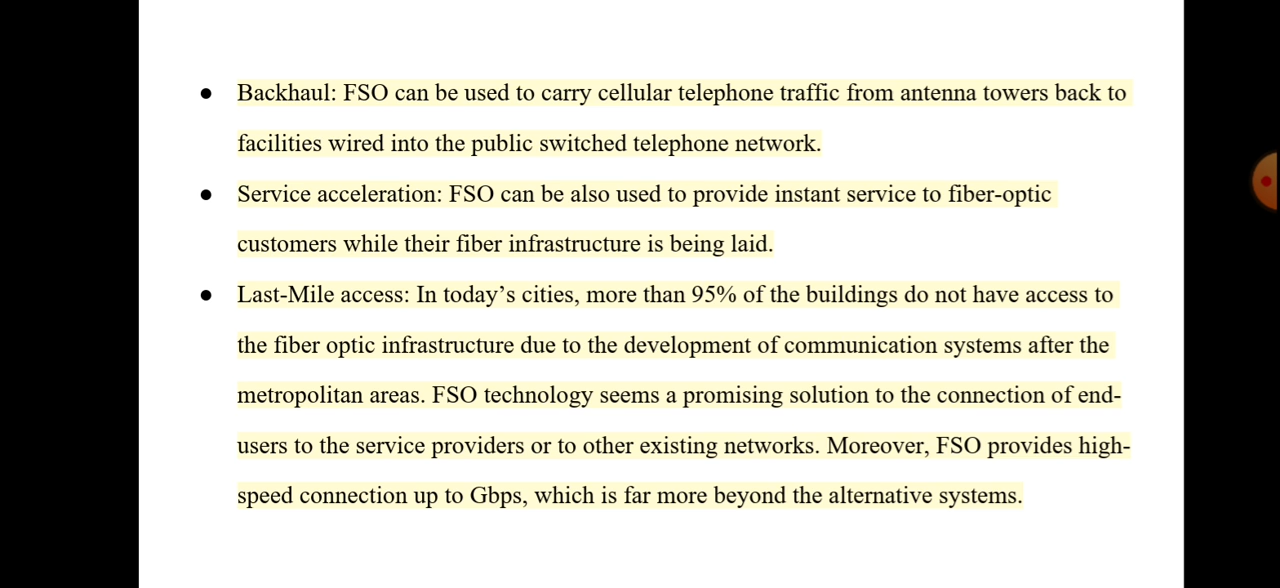 ● Backhaul: FSO can be used to carry cellular telephone traffic from antenna towers back to
facilities wired into the public switched telephone network.
● Service acceleration: FSO can be also used to provide instant service to fiber-optic
customers while their fiber infrastructure is being laid.
● Last-Mile access: In today’s cities, more than 95% of the buildings do not have access to
the fiber optic infrastructure due to the development of communication systems after the
metropolitan areas. FSO technology seems a promising solution to the connection of end-
users to the service providers or to other existing networks. Moreover, FSO provides high-
speed connection up to Gbps, which is far more beyond the alternative systems.